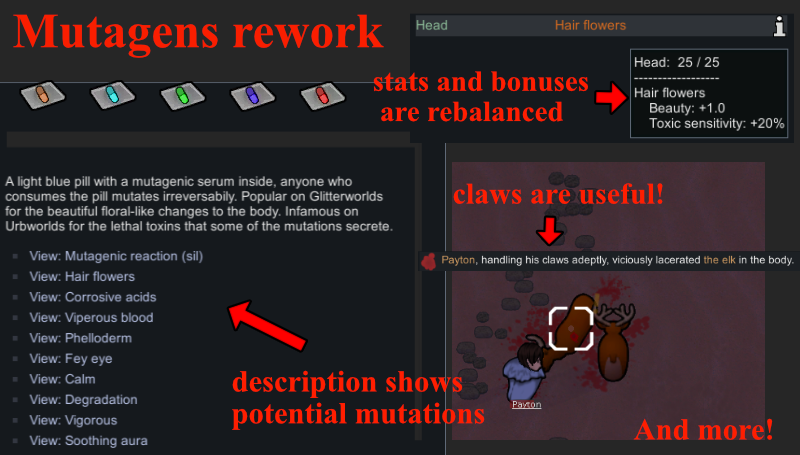 Mutagens rework
Head
Hair flowers
i
Head: 25 / 25
------------------
Hair flowers
Beauty: +1.0
Toxic sensitivity: +20%
stats and bonuses
are rebalanced
A light blue pill with a mutagenic serum inside, anyone who
consumes the pill mutates irreversabily. Popular on Glitterworlds
for the beautiful floral-like changes to the body. Infamous on
Urbworlds for the lethal toxins that some of the mutations secrete.
View: Mutagenic reaction (sil)
View: Hair flowers
View: Corrosive acids
View: Viperous blood
View: Phelloderm
View: Fey eye
View: Calm
View: Degradation
View: Vigorous
View: Soothing aura
description shows
potential mutations
claws are useful!
Payton, handling his claws adeptly, viciously lacerated the elk in the body.
Payton
And more!